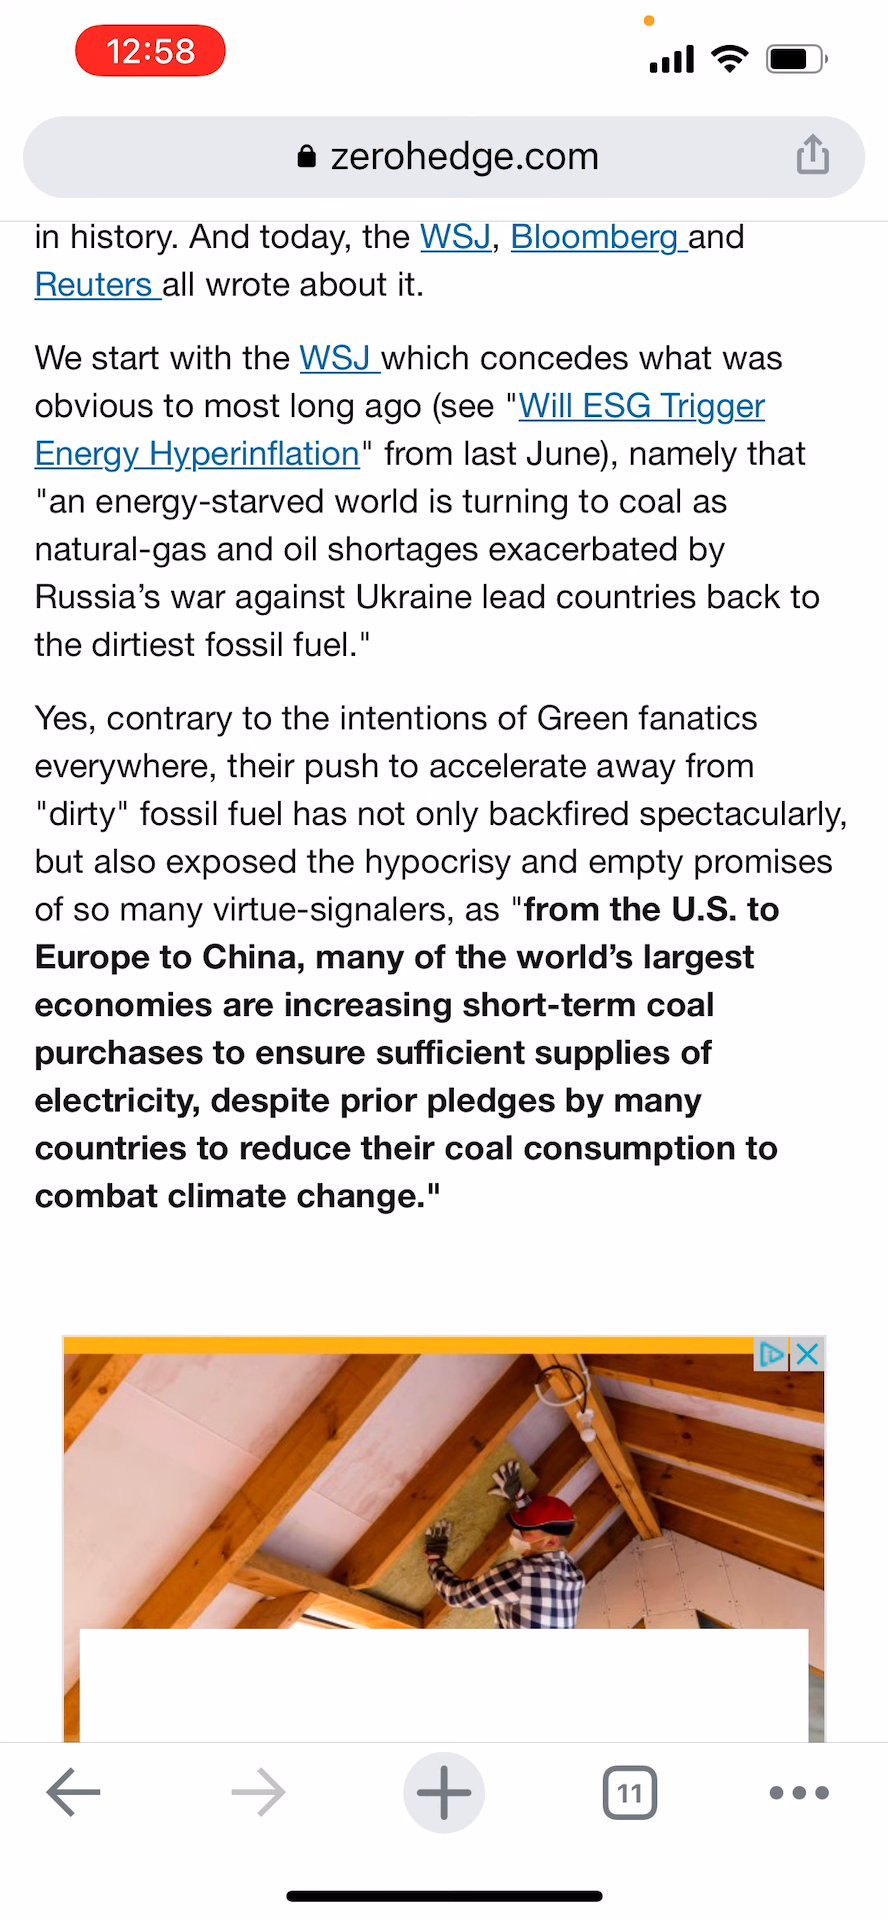 12:58
zerohedge.com
in history. And today, the WSJ, Bloomberg and
Reuters all wrote about it.
We start with the WSJ which concedes what was
obvious to most long ago (see "Will ESG Trigger
Energy Hyperinflation" from last June), namely that
"an energy-starved world is turning to coal as
natural-gas and oil shortages exacerbated by
Russia’s war against Ukraine lead countries back to
the dirtiest fossil fuel."
Yes, contrary to the intentions of Green fanatics
everywhere, their push to accelerate away from
"dirty" fossil fuel has not only backfired spectacularly,
but also exposed the hypocrisy and empty promises
of so many virtue-signalers, as "from the U.S. to
Europe to China, many of the world’s largest
economies are increasing short-term coal
purchases to ensure sufficient supplies of
electricity, despite prior pledges by many
countries to reduce their coal consumption to
combat climate change."
11